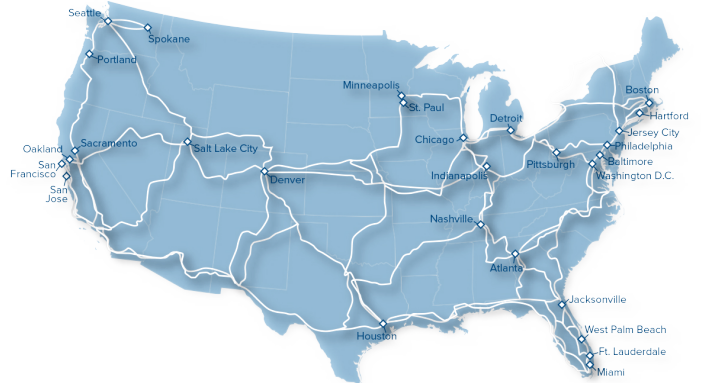 Seattle
Spokane
Portland
Minneapolis
St. Paul
Boston
Hartford
Detroit
Jersey City
Chicago
Oakland
Sacramento
Salt Lake City
Philadelphia
San
Francisco
Pittsburgh
Baltimore
Denver
Indianapolis
Washington D.C.
San
Jose
Nashville
Atlanta
Jacksonville
Houston
West Palm Beach
Ft. Lauderdale
Miami